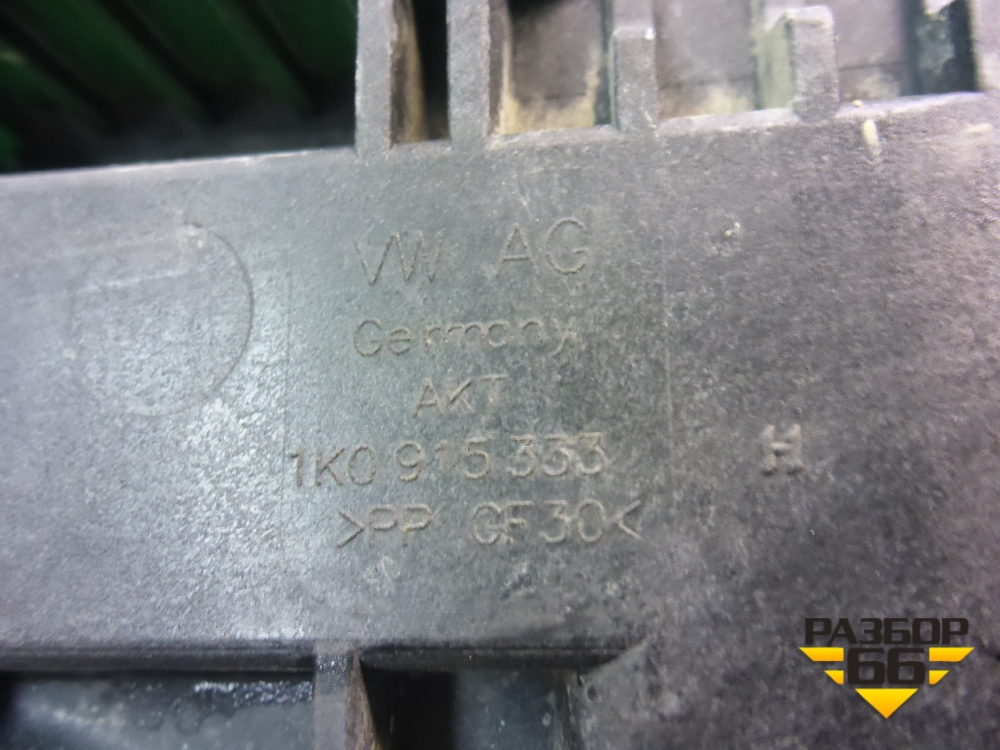 VW AG
Germany
AKT
1K0 915 333 H
>PP GF30<
РАЗБОР
66